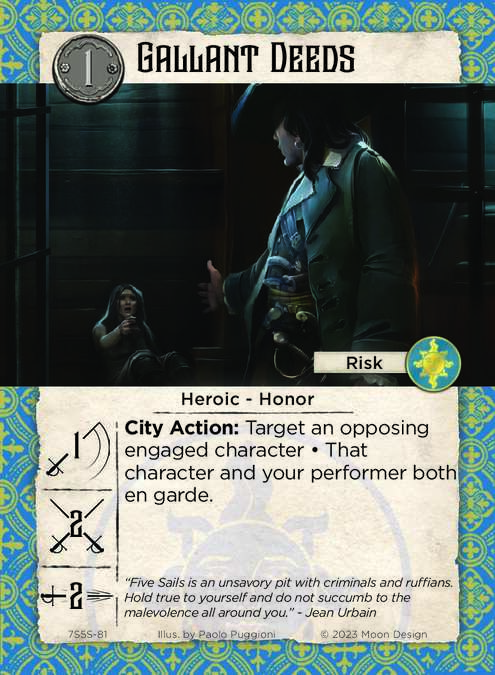 1
GALLANT DEEDS
Risk
Heroic - Honor
City Action: Target an opposing
engaged character • That
character and your performer both
en garde.
1
2
2
"Five Sails is an unsavory pit with criminals and ruffians.
Hold true to yourself and do not succumb to the
malevolence all around you." - Jean Urbain
7S5S-81 Illus. by Paolo Puggioni © 2023 Moon Design